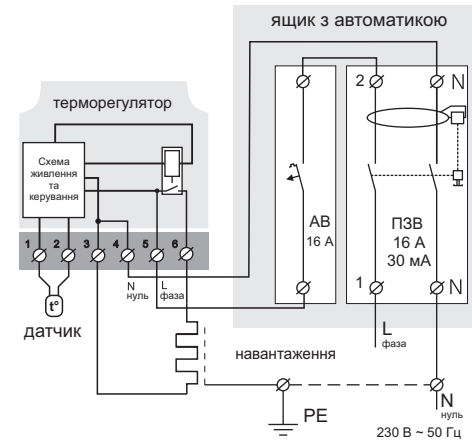 ящик з автоматикою
терморегулятор
2
N
Схема
живлення
та
керування
АВ
16 А
ПЗВ
16 А
30 мА
1
2
3
4
5
6
N
нуль
L
фаза
1
N
t°
датчик
L
фаза
навантаження
PE
N
нуль
230 В ~ 50 Гц